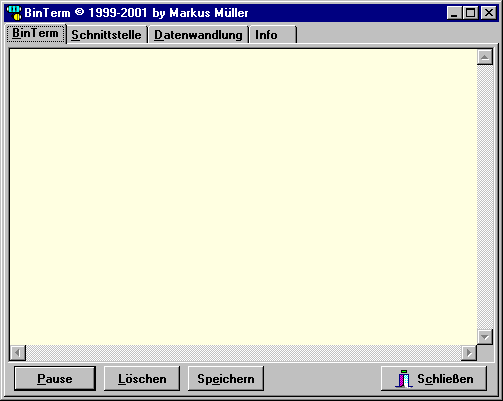 BinTerm © 1999-2001 by Markus Müller
BinTerm Schnittstelle Datenwandlung Info
Pause Löschen Speichern Schließen